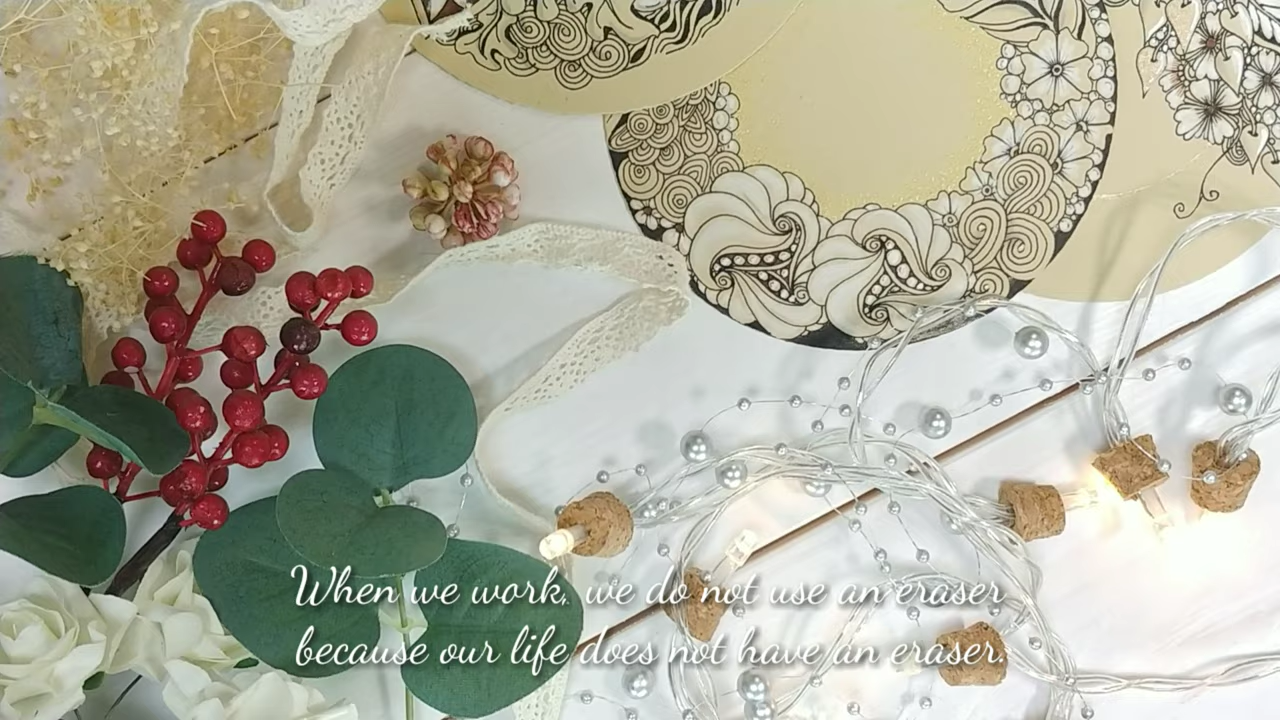 When we work, we do not use an eraser
because our life does not have an eraser.